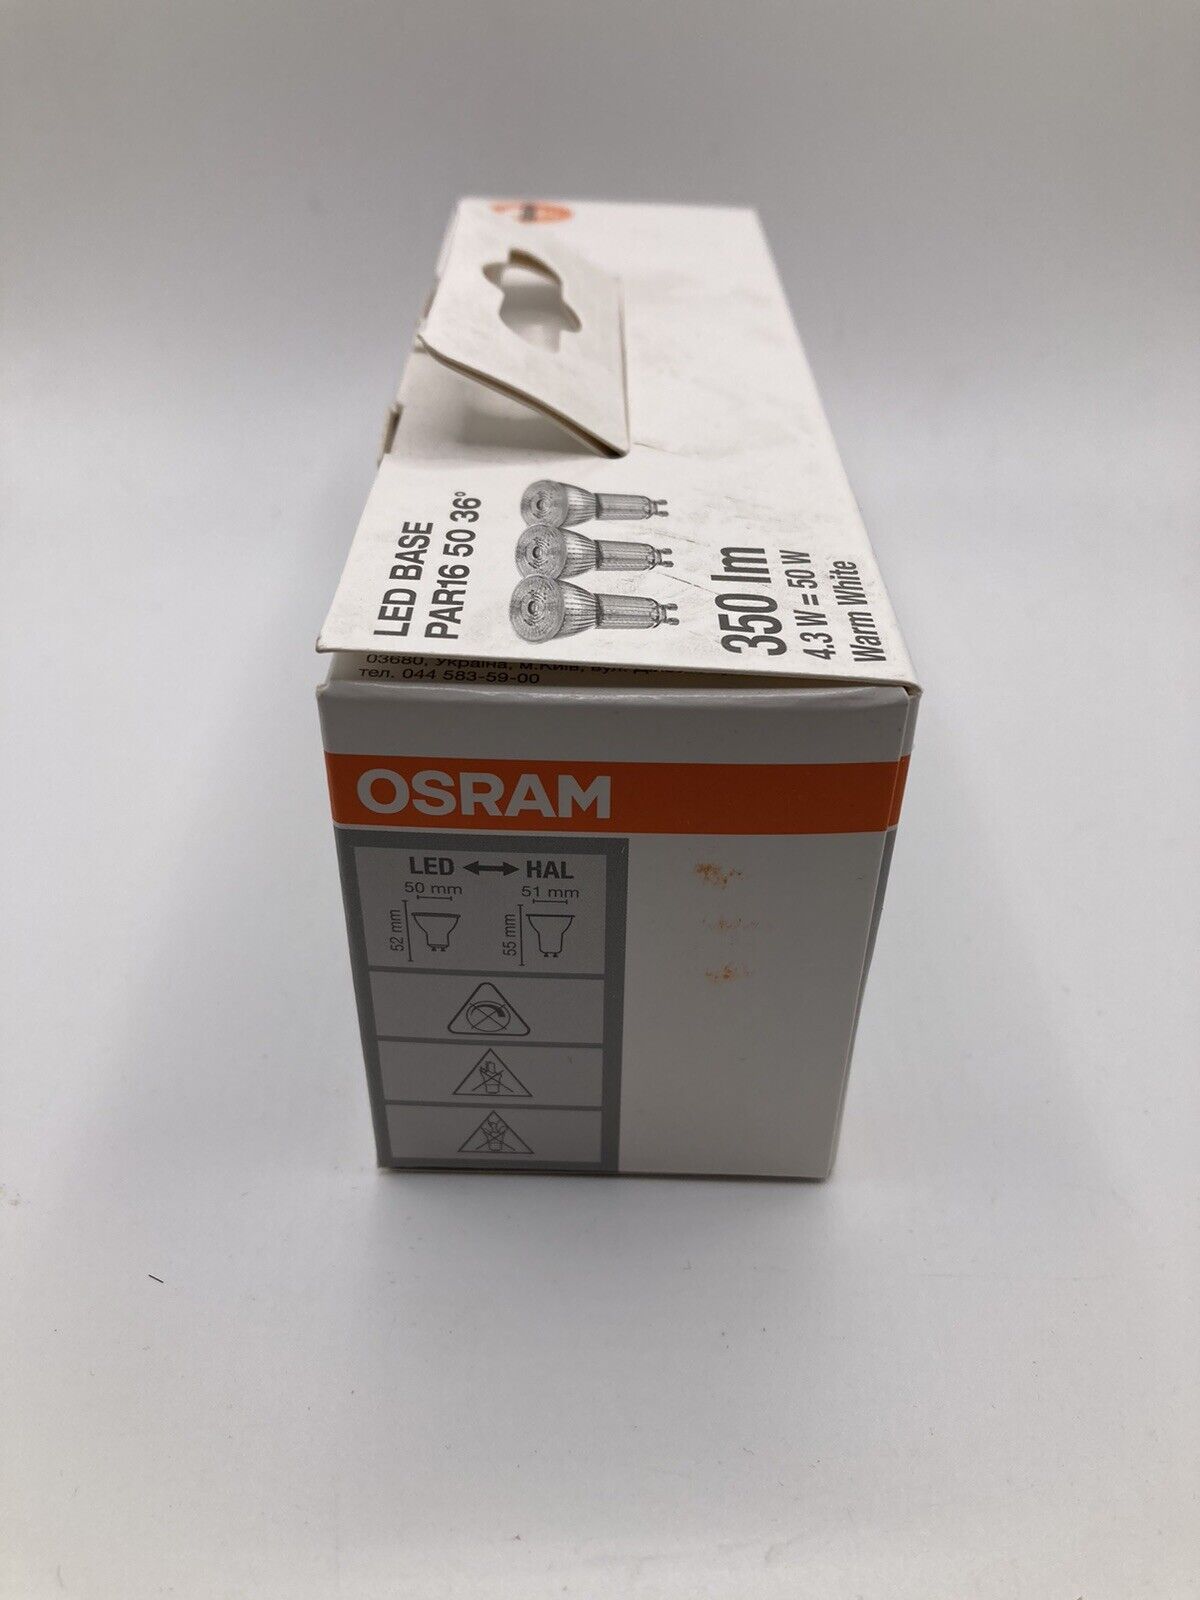 LED BASE
PAR16 50 36°
350 lm
4.3 W = 50 W
Warm White
03680, Україна, м.Київ, вул.
тел. 044 583-59-00
OSRAM
LED HAL
50 mm 51 mm
52 mm 55 mm